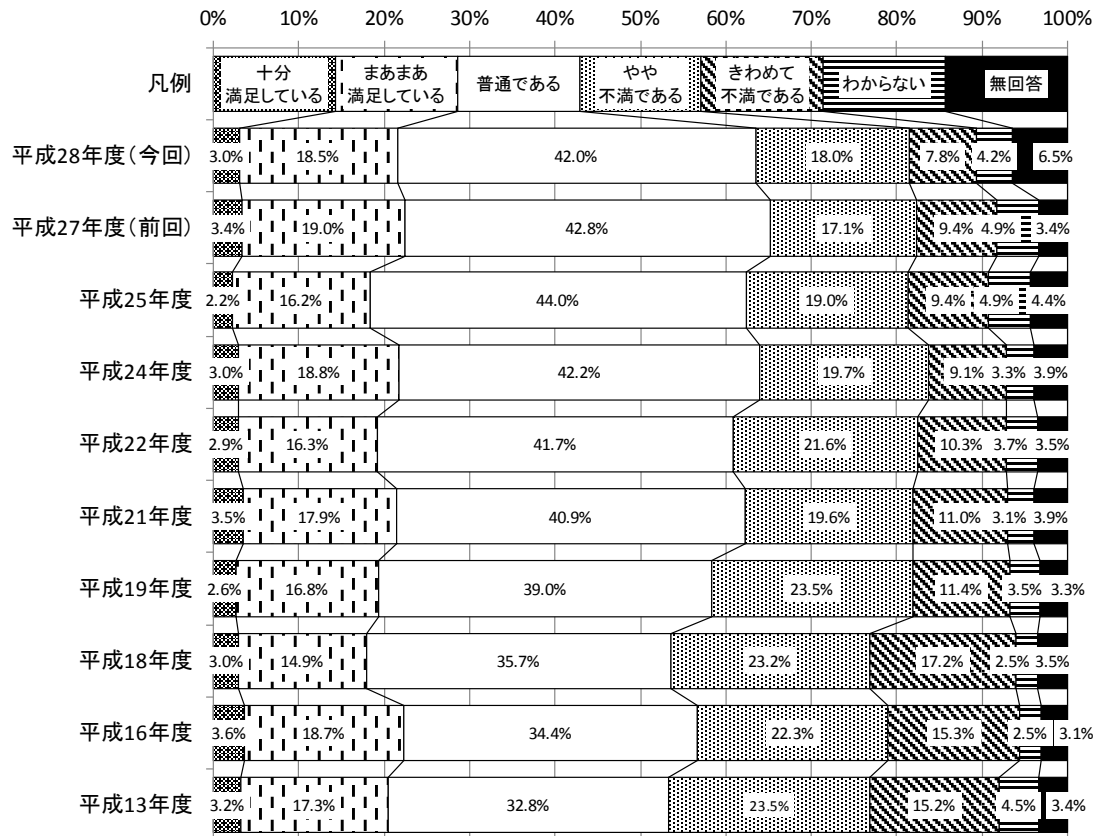 0% 10% 20% 30% 40% 50% 60% 70% 80% 90% 100%
凡例
十分
満足している
まあまあ
満足している
普通である
やや
不満である
きわめて
不満である
わからない
無回答
平成28年度(今回) 3.0% 18.5% 42.0% 18.0% 7.8% 4.2% 6.5%
平成27年度(前回) 3.4% 19.0% 42.8% 17.1% 9.4% 4.9% 3.4%
平成25年度 2.2% 16.2% 44.0% 19.0% 9.4% 4.9% 4.4%
平成24年度 3.0% 18.8% 42.2% 19.7% 9.1% 3.3% 3.9%
平成22年度 2.9% 16.3% 41.7% 21.6% 10.3% 3.7% 3.5%
平成21年度 3.5% 17.9% 40.9% 19.6% 11.0% 3.1% 3.9%
平成19年度 2.6% 16.8% 39.0% 23.5% 11.4% 3.5% 3.3%
平成18年度 3.0% 14.9% 35.7% 23.2% 17.2% 2.5% 3.5%
平成16年度 3.6% 18.7% 34.4% 22.3% 15.3% 2.5% 3.1%
平成13年度 3.2% 17.3% 32.8% 23.5% 15.2% 4.5% 3.4%